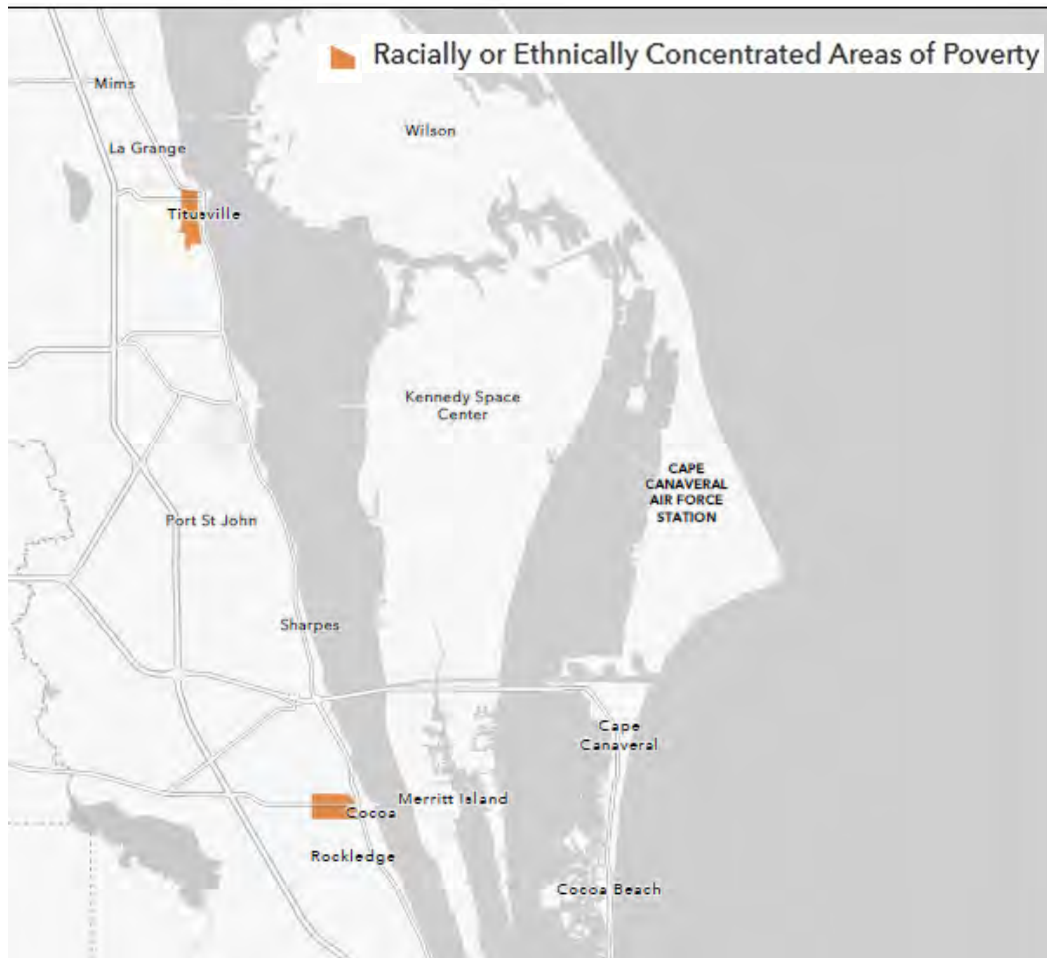 Racially or Ethnically Concentrated Areas of Poverty
Mims
Wilson
La Grange
Titusville
Kennedy Space
Center
CAPE
CANAVERAL
AIR FORCE
STATION
Port St John
Sharpes
Cape
Canaveral
Merritt Island
Cocoa
Rockledge
Cocoa Beach